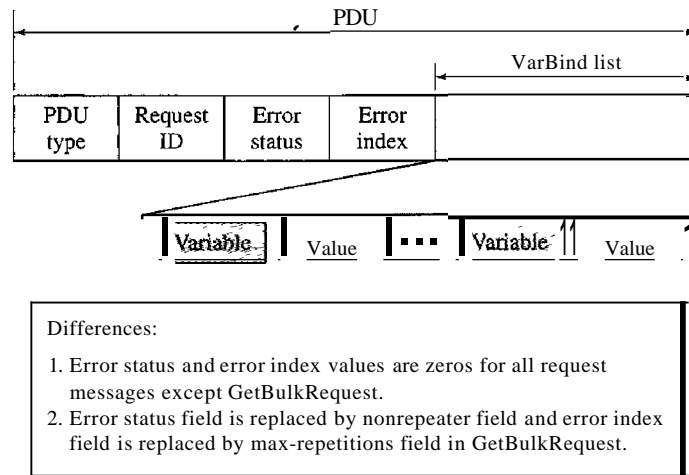 PDU
VarBind list
PDU type
Request ID
Error status
Error index
Variable Value ... Variable Value
Differences:
1. Error status and error index values are zeros for all request
messages except GetBulkRequest.
2. Error status field is replaced by nonrepeater field and error index
field is replaced by max-repetitions field in GetBulkRequest.